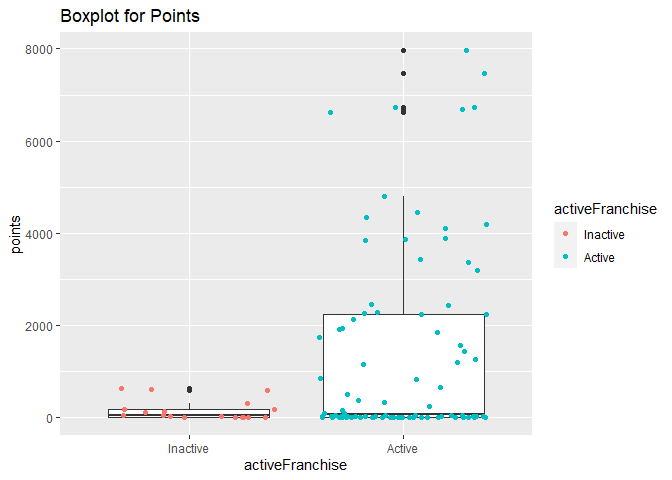 Boxplot for Points
8000
6000
4000
2000
0
points
Inactive
Active
activeFranchise
activeFranchise
Inactive
Active